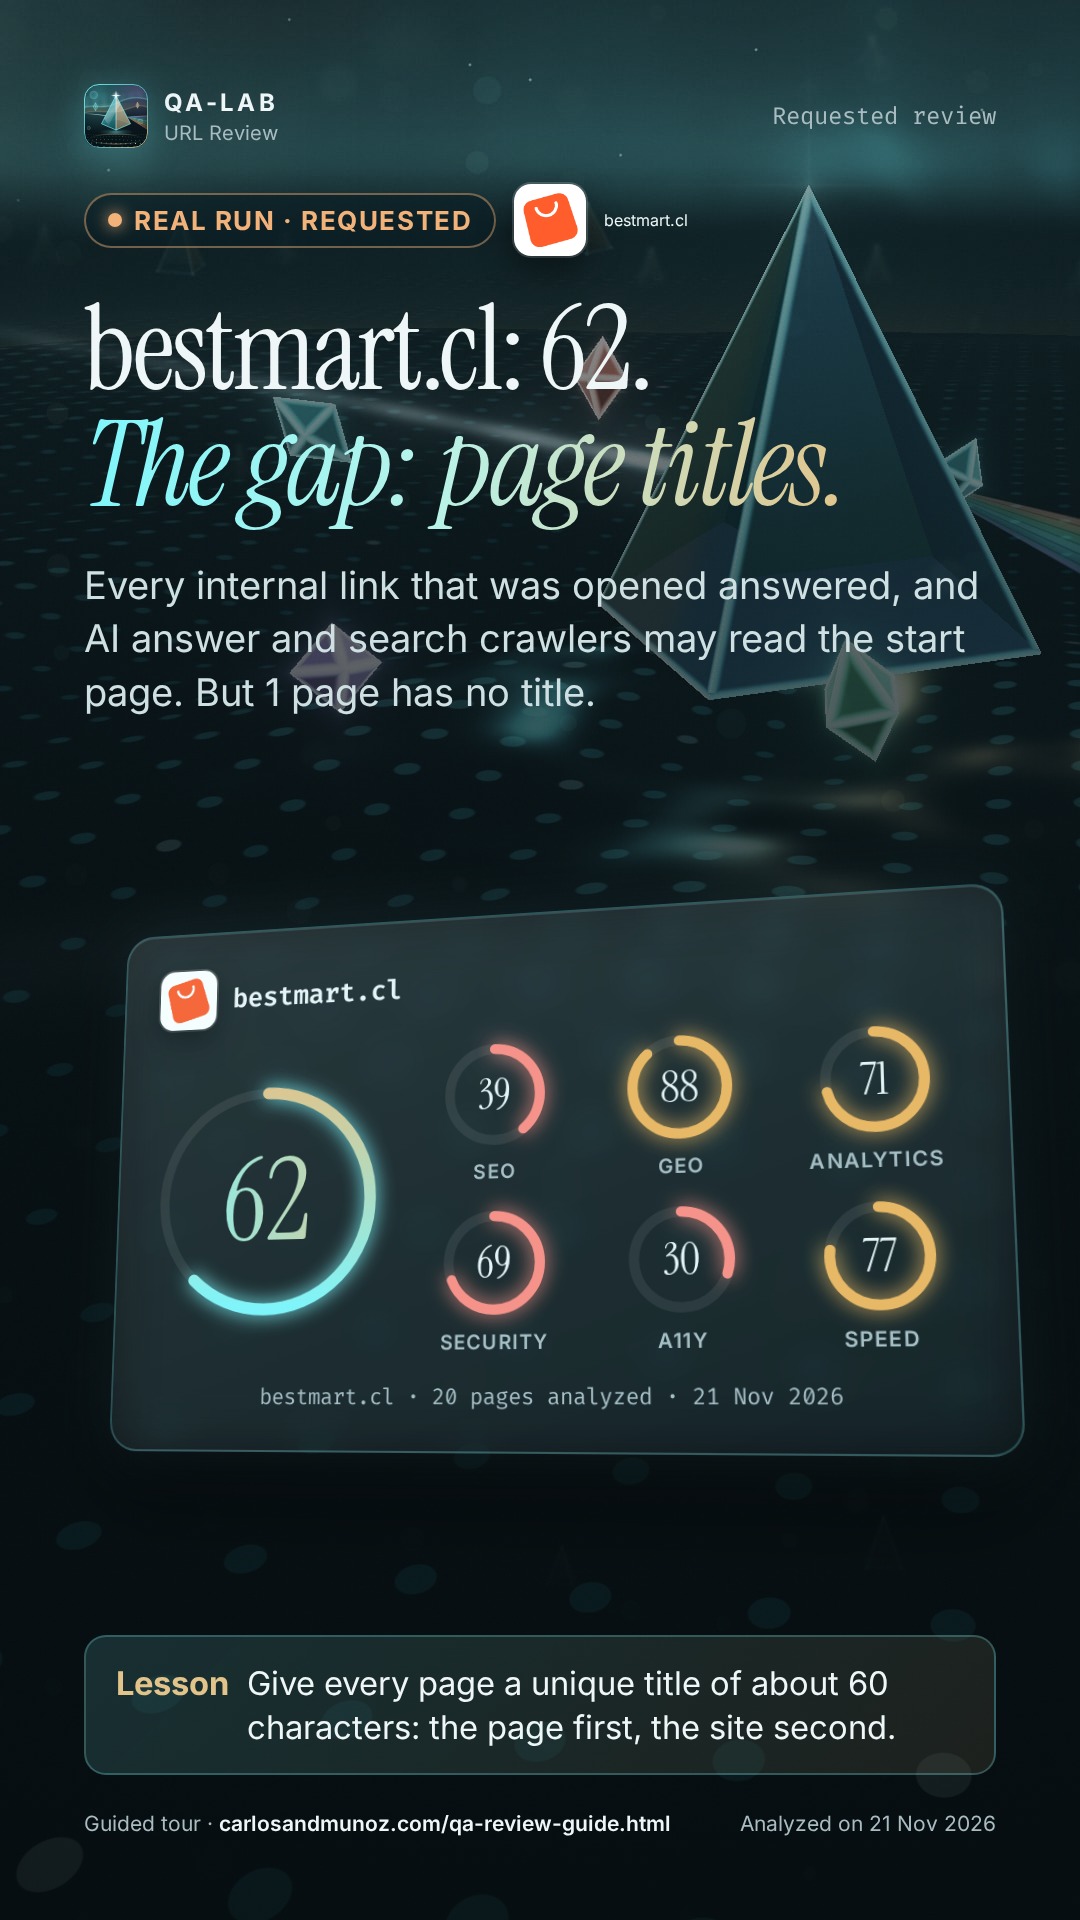 QA-LAB
URL Review
Requested review
REAL RUN · REQUESTED
bestmart.cl
bestmart.cl: 62.
The gap: page titles.
Every internal link that was opened answered, and
AI answer and search crawlers may read the start
page. But 1 page has no title.
bestmart.cl
62
39
SEO
88
GEO
71
ANALYTICS
69
SECURITY
30
A11Y
77
SPEED
bestmart.cl · 20 pages analyzed · 21 Nov 2026
Lesson Give every page a unique title of about 60
characters: the page first, the site second.
Guided tour · carlosandmunoz.com/qa-review-guide.html
Analyzed on 21 Nov 2026